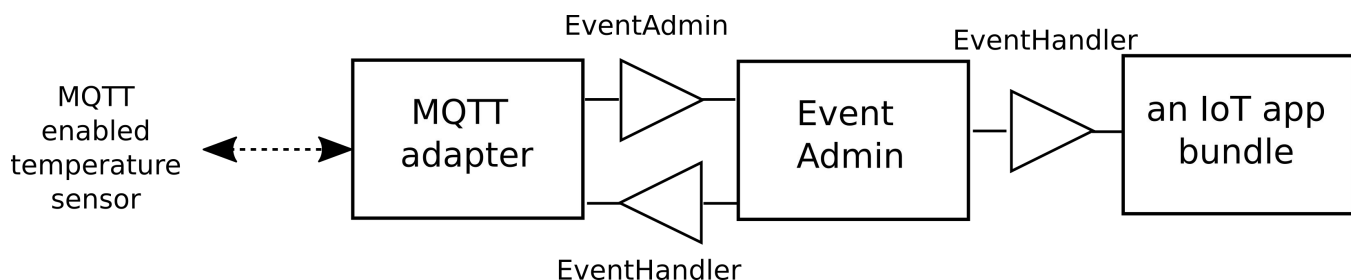 MQTT
enabled
temperature
sensor
MQTT
adapter
EventAdmin
EventHandler
Event
Admin
EventHandler
an IoT app
bundle